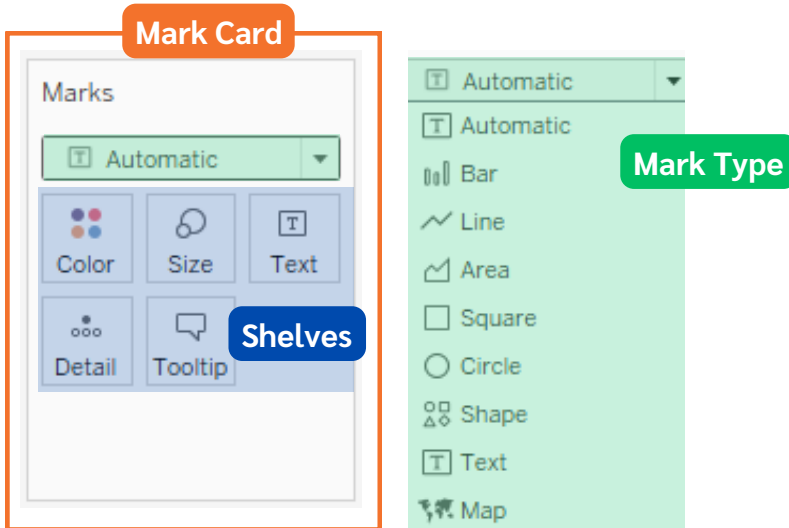 Mark Card
Marks
Automatic
Color Size Text
Detail Tooltip
Shelves
Automatic
Automatic
Bar
Line
Area
Square
Circle
Shape
Text
Map
Mark Type